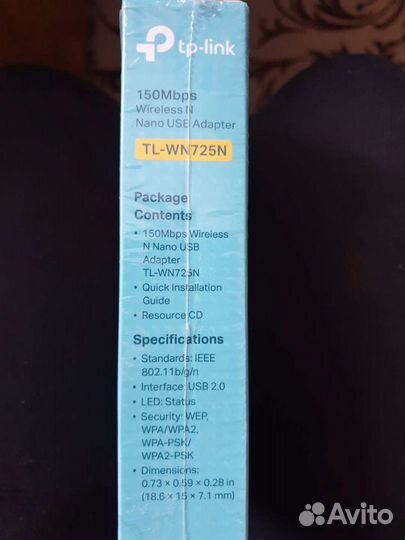 tp-link
150Mbps
Wireless N
Nano USB Adapter
TL-WN725N
Package
Contents
• 150Mbps Wireless
N Nano USB
Adapter
TL-WN725N
• Quick Installation
Guide
• Resource CD
Specifications
• Standards: IEEE
802.11b/g/n
• Interface: USB 2.0
• LED: Status
• Security: WEP,
WPA/WPA2,
WPA-PSK/
WPA2-PSK
• Dimensions:
0.73 × 0.59 × 0.28 in
(18.6 × 15 × 7.1 mm)
Avito